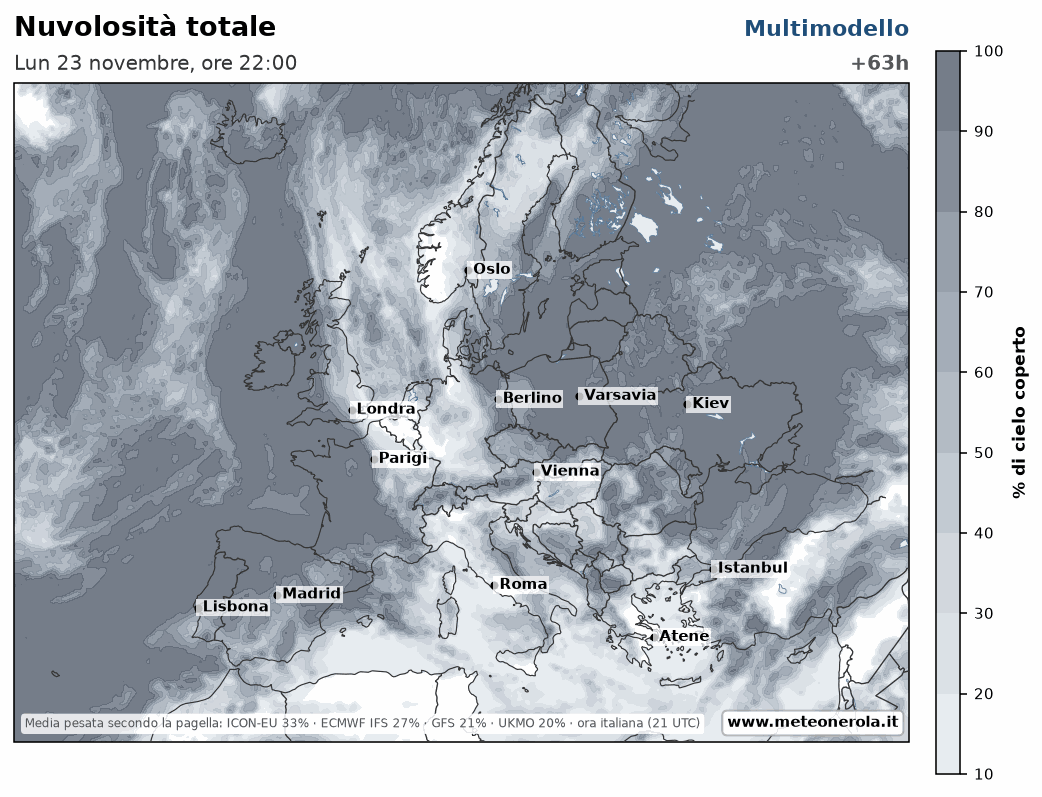 Nuvolosità totale
Multimodello
Lun 23 novembre, ore 22:00
+63h
100
90
80
70
60
50
40
30
20
10
% di cielo coperto
Oslo
Londra
Berlino
Varsavia
Kiev
Parigi
Vienna
Istanbul
Roma
Madrid
Lisbona
Atene
Media pesata secondo la pagella: ICON-EU 33% · ECMWF IFS 27% · GFS 21% · UKMO 20% · ora italiana (21 UTC)
www.meteonerola.it